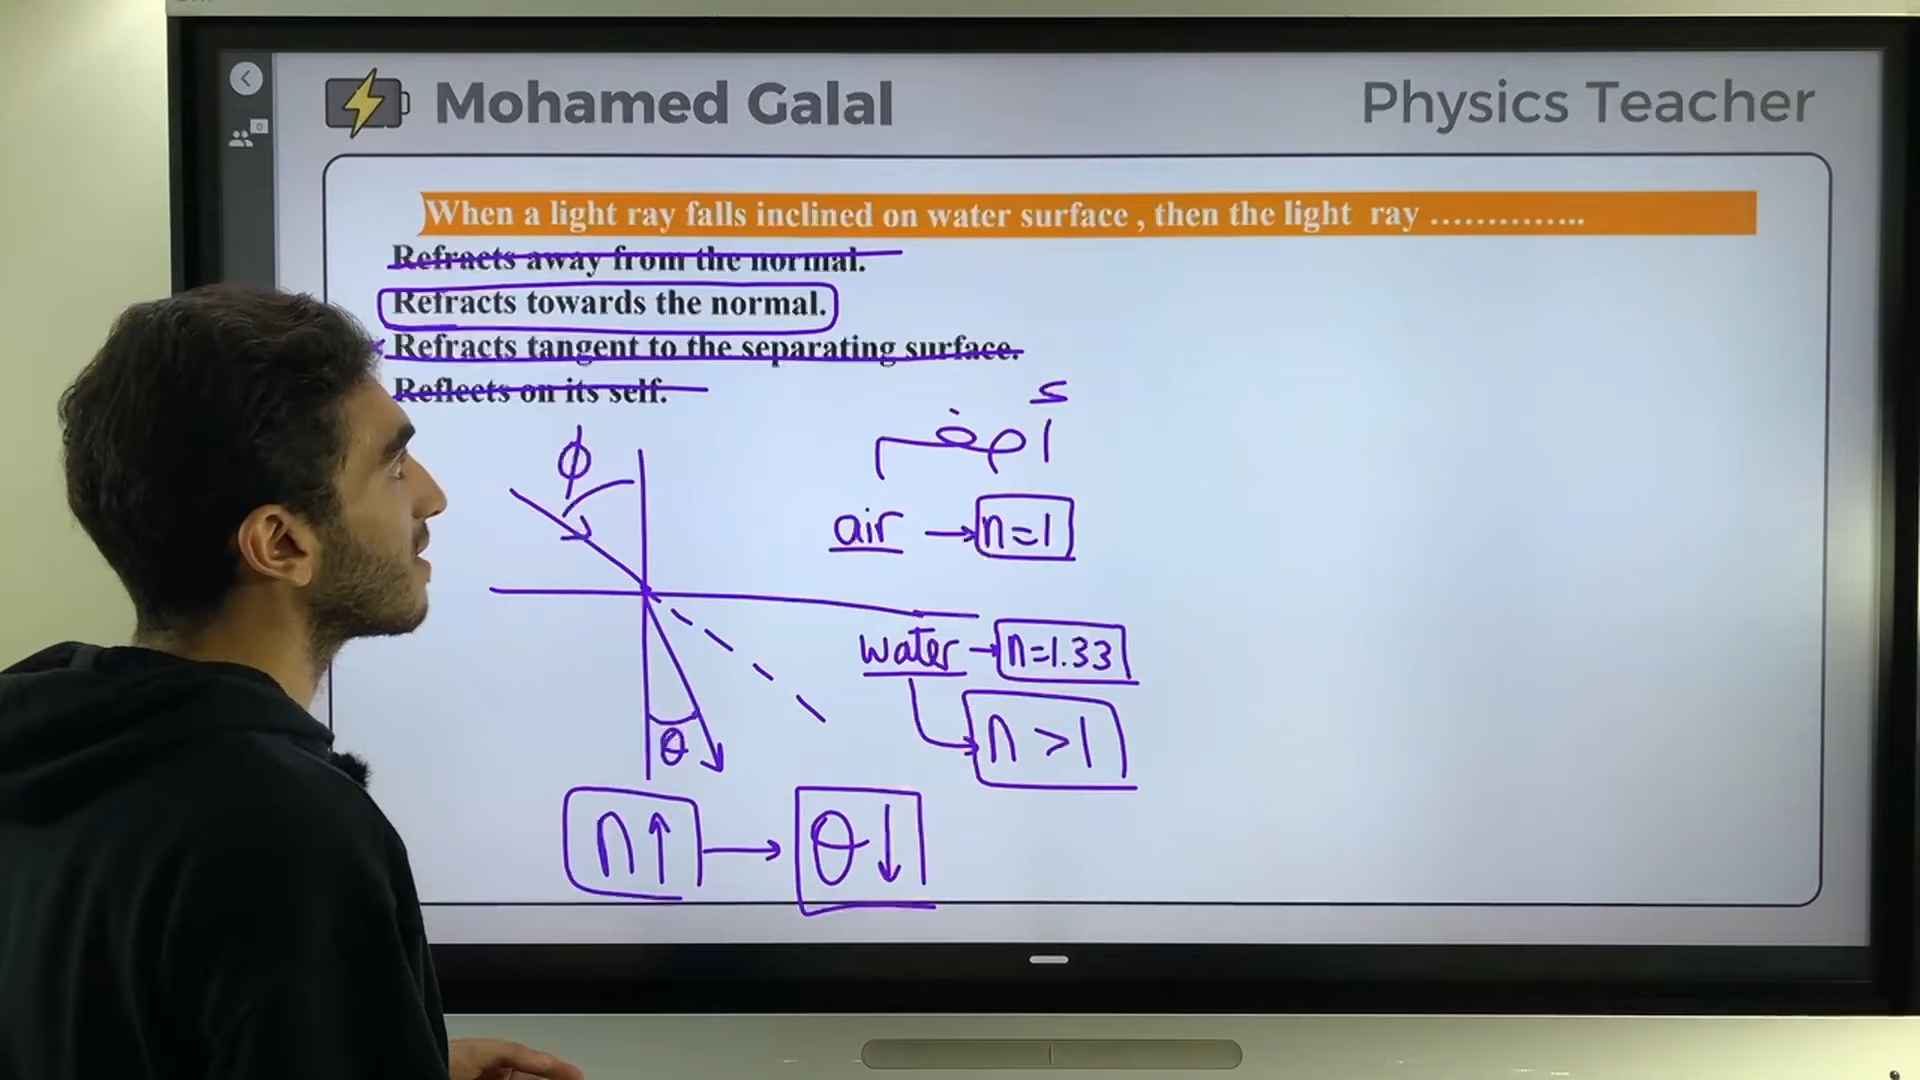 Mohamed Galal
Physics Teacher
0
When a light ray falls inclined on water surface , then the light ray ..............
Refracts away from the normal.
Refracts towards the normal.
Refracts tangent to the separating surface.
Reflects on its self.
ϕ
air → n=1
water → n=1.33
n > 1
θ
n↑ → θ↓